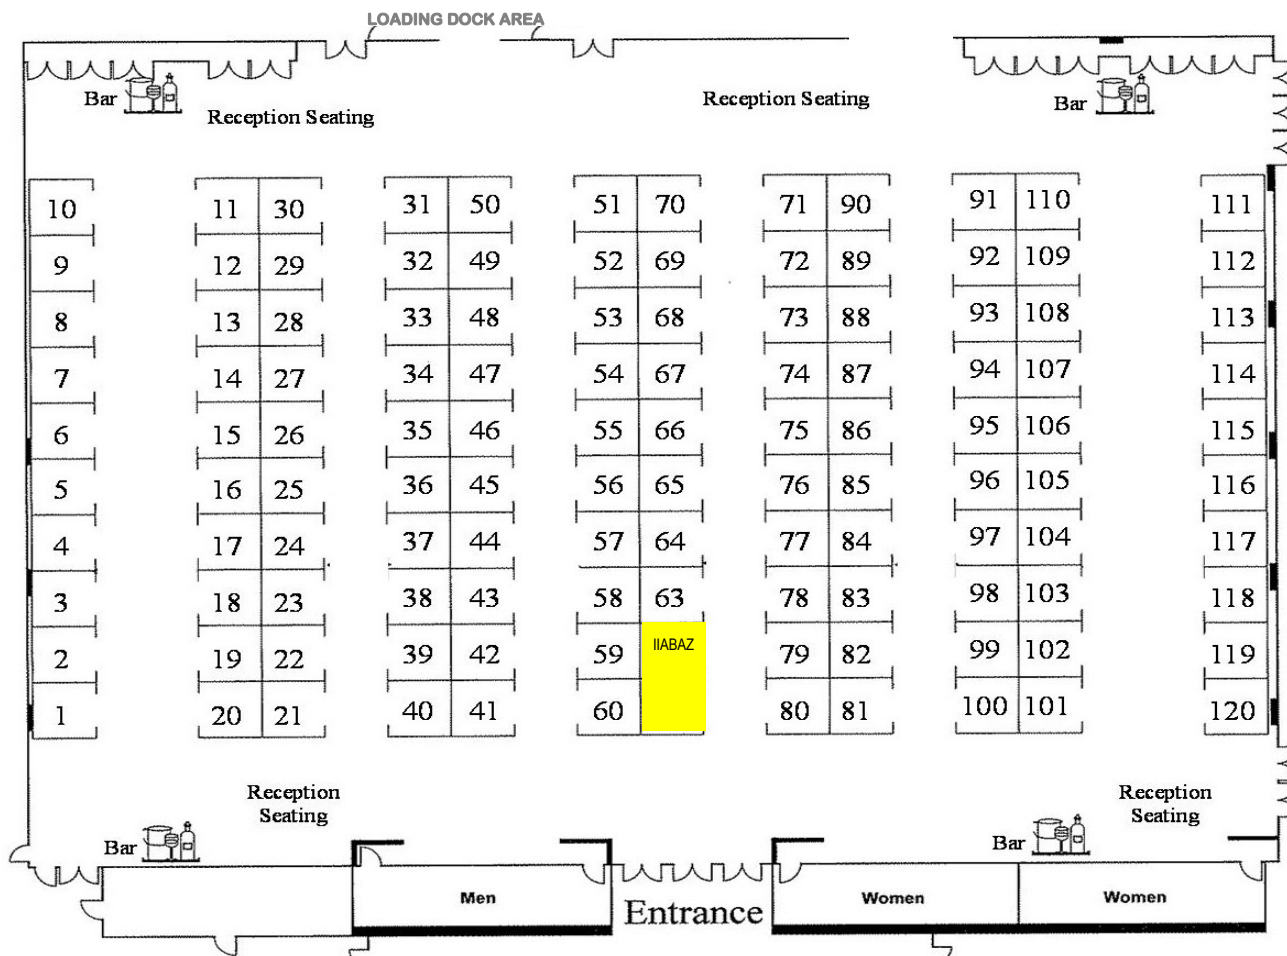 LOADING DOCK AREA
Bar
Reception Seating
Reception Seating
Bar
10 11 30 31 50 51 70 71 90 91 110 111
9 12 29 32 49 52 69 72 89 92 109 112
8 13 28 33 48 53 68 73 88 93 108 113
7 14 27 34 47 54 67 74 87 94 107 114
6 15 26 35 46 55 66 75 86 95 106 115
5 16 25 36 45 56 65 76 85 96 105 116
4 17 24 37 44 57 64 77 84 97 104 117
3 18 23 38 43 58 63 78 83 98 103 118
2 19 22 39 42 59 IIABAZ 79 82 99 102 119
1 20 21 40 41 60 80 81 100 101 120
Reception
Seating
Reception
Seating
Bar
Bar
Men
Entrance
Women
Women